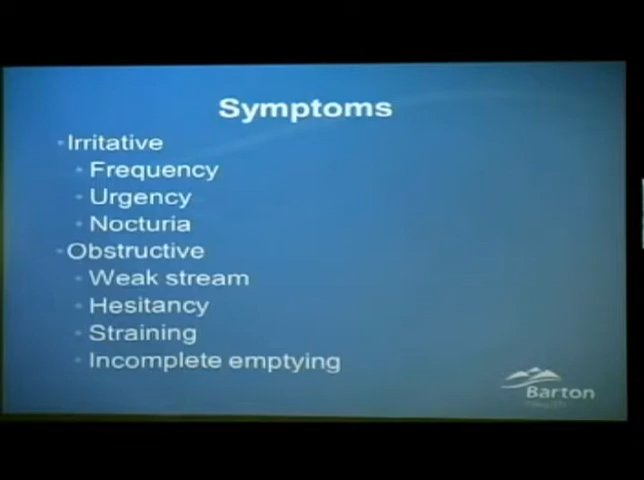 Symptoms
Irritative
Frequency
Urgency
Nocturia
Obstructive
Weak stream
Hesitancy
Straining
Incomplete emptying
Barton